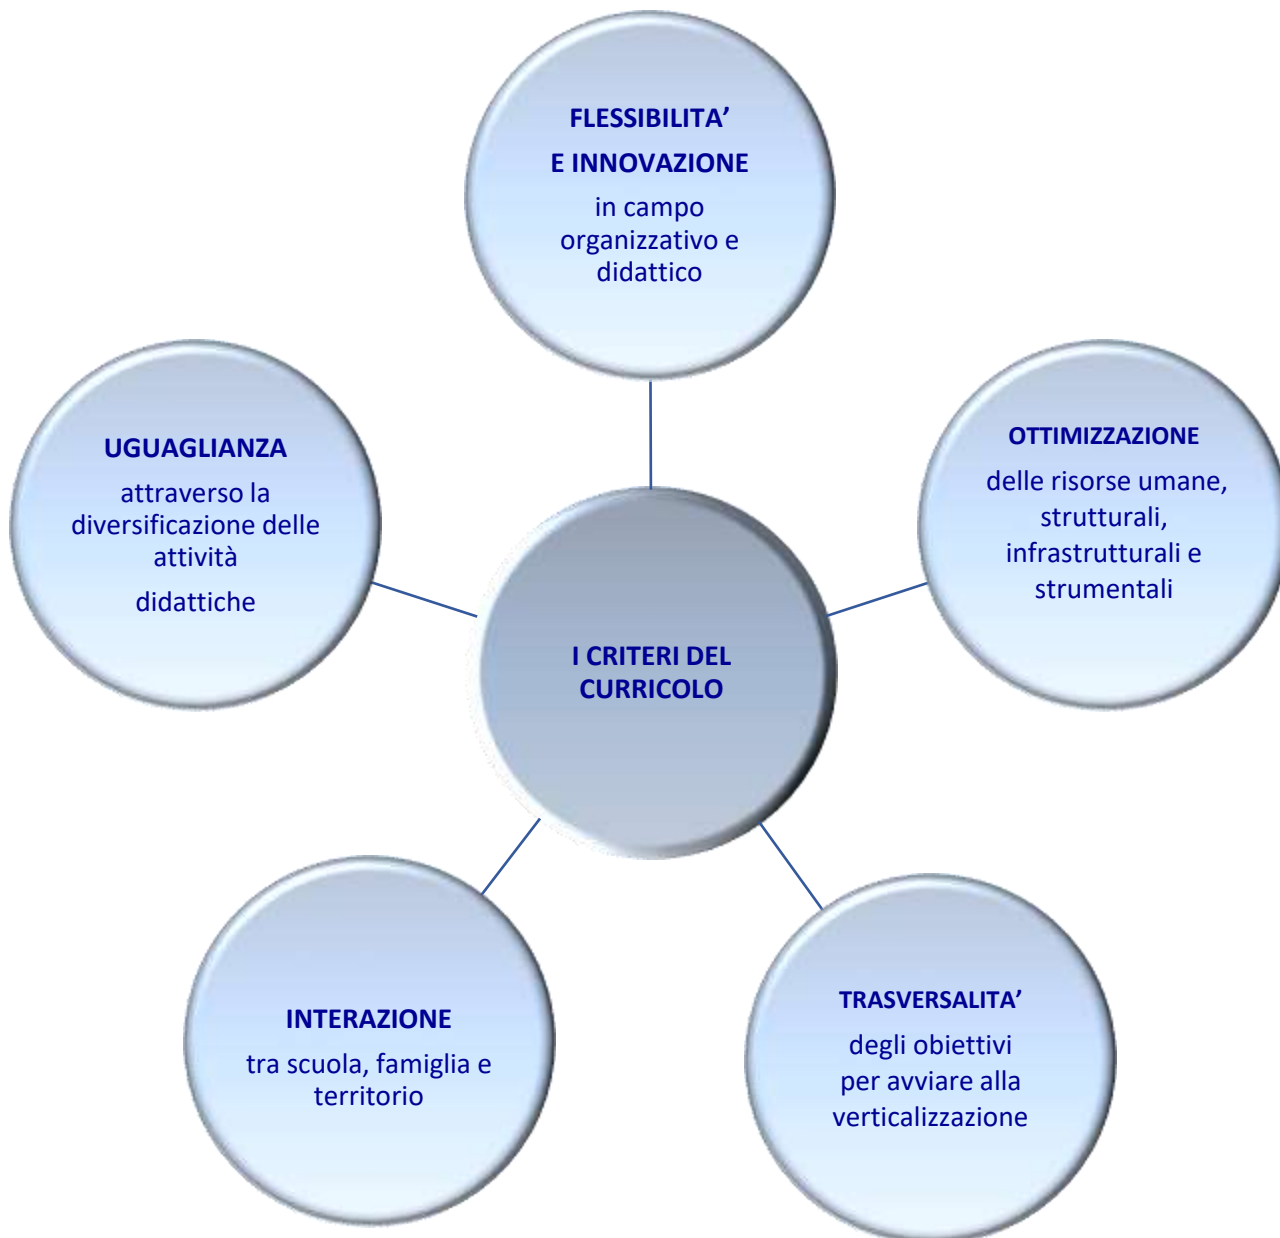 FLESSIBILITA’
E INNOVAZIONE
in campo
organizzativo e
didattico
UGUAGLIANZA
attraverso la
diversificazione delle
attività
didattiche
OTTIMIZZAZIONE
delle risorse umane,
strutturali,
infrastrutturali e
strumentali
I CRITERI DEL
CURRICOLO
INTERAZIONE
tra scuola, famiglia e
territorio
TRASVERSALITA’
degli obiettivi
per avviare alla
verticalizzazione